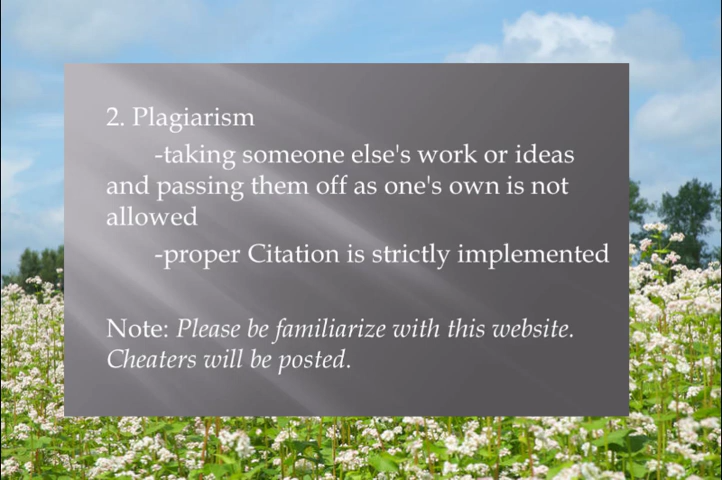 2. Plagiarism
-taking someone else's work or ideas
and passing them off as one's own is not
allowed
-proper Citation is strictly implemented
Note: Please be familiarize with this website.
Cheaters will be posted.